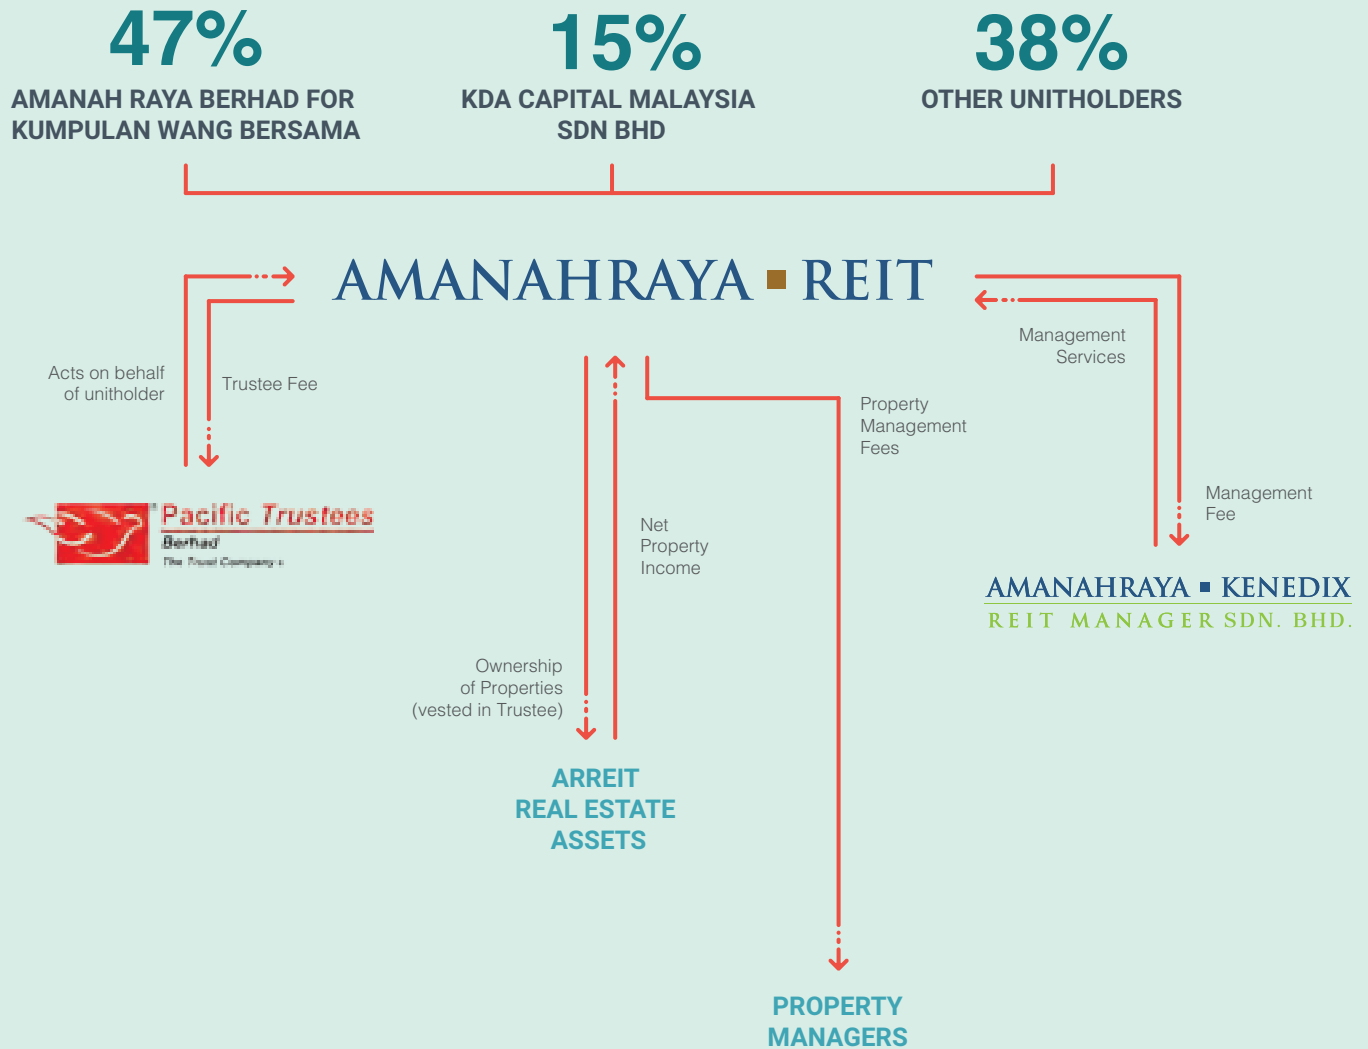 47%
AMANAH RAYA BERHAD FOR
KUMPULAN WANG BERSAMA
15%
KDA CAPITAL MALAYSIA
SDN BHD
38%
OTHER UNITHOLDERS
AMANAHRAYA ▪ REIT
Acts on behalf
of unitholder
Trustee Fee
Management
Services
Property
Management
Fees
Management
Fee
Pacific Trustees
Berhad
The Trust Company
Net
Property
Income
AMANAHRAYA ▪ KENEDIX
REIT MANAGER SDN. BHD.
Ownership
of Properties
(vested in Trustee)
ARREIT
REAL ESTATE
ASSETS
PROPERTY
MANAGERS